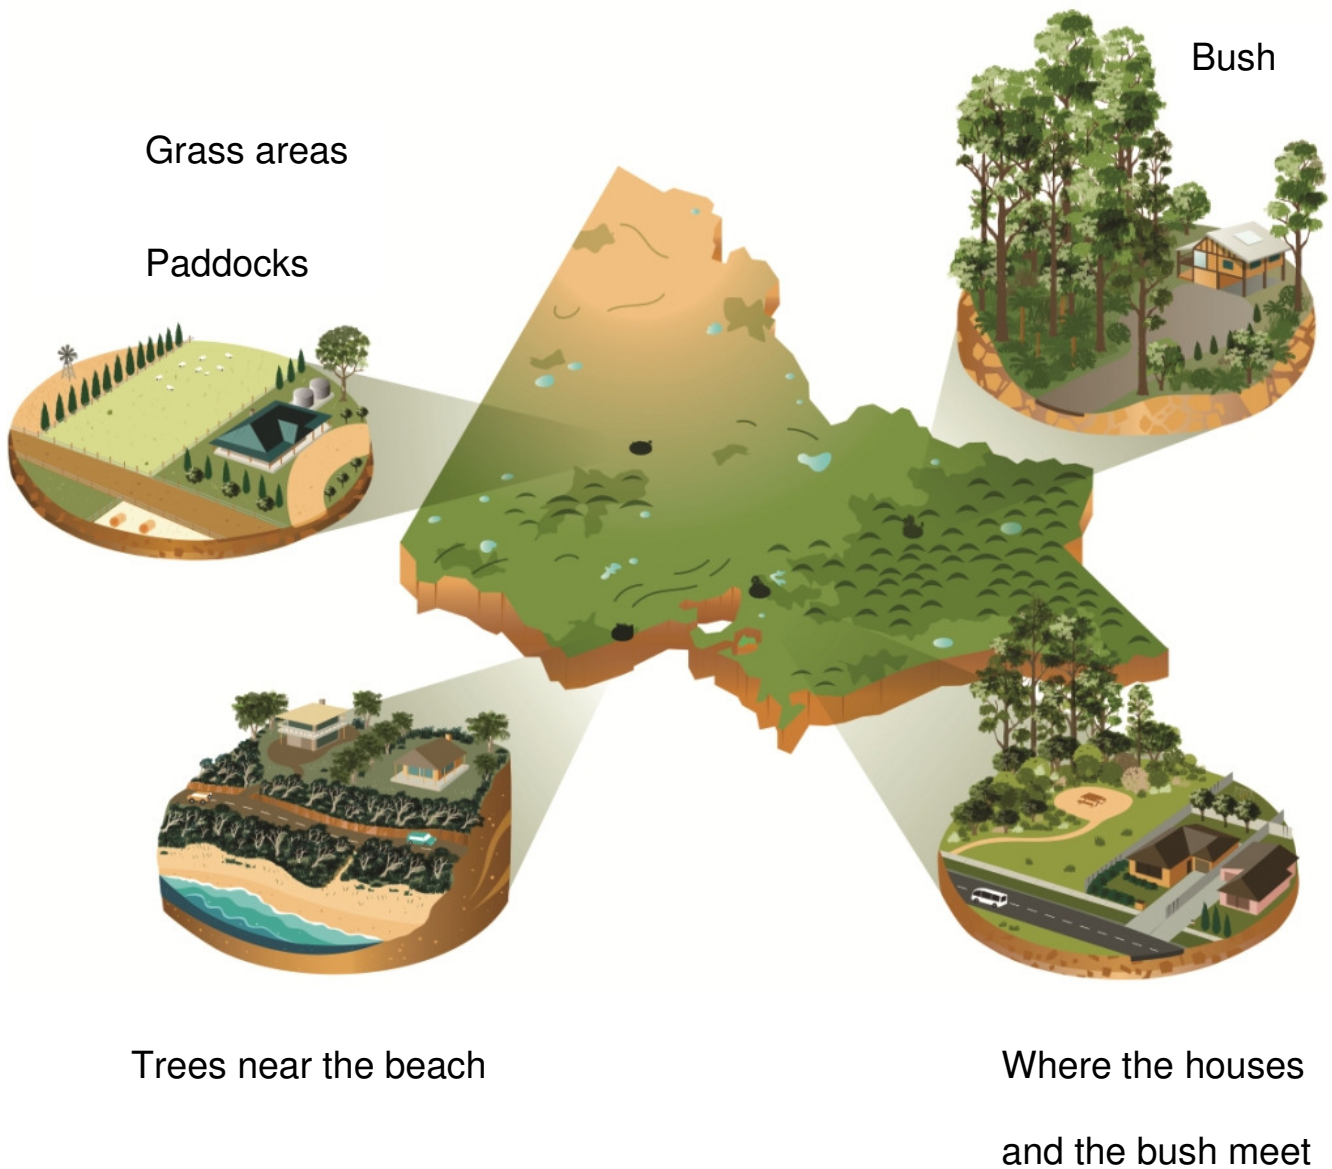 Bush
Grass areas
Paddocks
Trees near the beach
Where the houses
and the bush meet